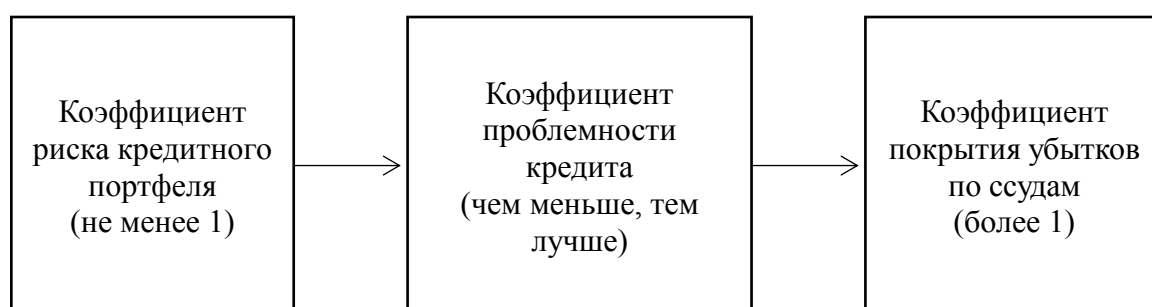 Коэффициент
риска кредитного
портфеля
(не менее 1)
Коэффициент
проблемности
кредита
(чем меньше, тем
лучше)
Коэффициент
покрытия убытков
по ссудам
(более 1)